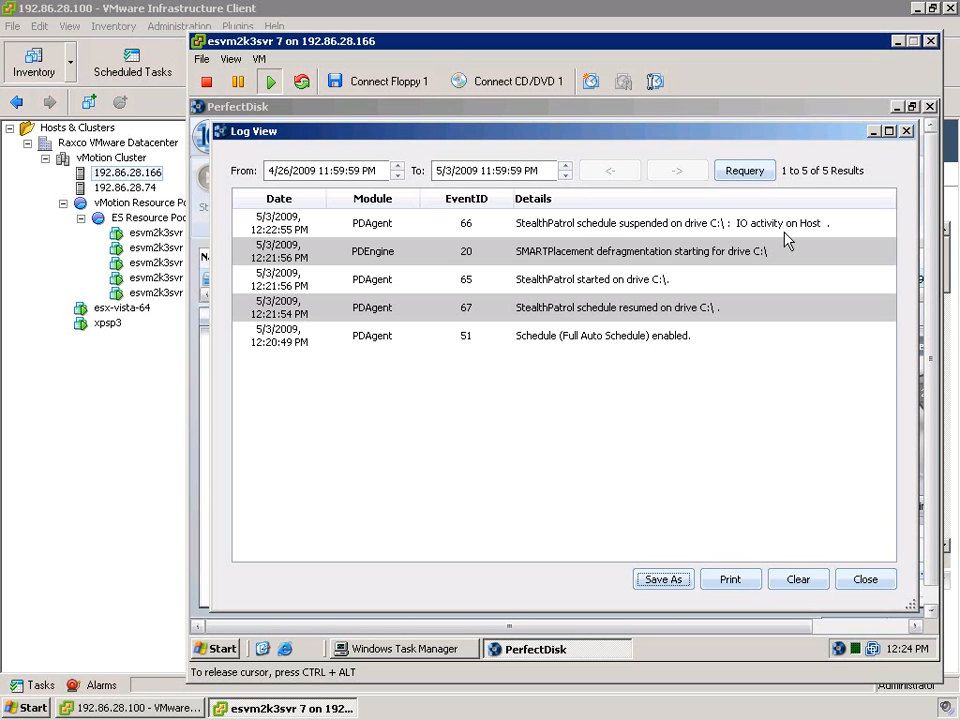 192.86.28.100 - VMware Infrastructure Client
File Edit View Inventory Administration Plugins Help
Inventory
Scheduled Tasks
Hosts & Clusters
Raxco VMware Datacenter
vMotion Cluster
192.86.28.166
192.86.28.74
vMotion Resource Po
ES Resource Poo
esvm2k3svr
esvm2k3svr
esvm2k3svr
esvm2k3svr
esvm2k3svr
esx-vista-64
xpsp3
esvm2k3svr 7 on 192.86.28.166
File View VM
Connect Floppy 1 Connect CD/DVD 1
PerfectDisk
Log View
From: 4/26/2009 11:59:59 PM To: 5/3/2009 11:59:59 PM <- -> Requery 1 to 5 of 5 Results
Date Module EventID Details
5/3/2009, 12:22:55 PM PDAgent 66 StealthPatrol schedule suspended on drive C:\ : IO activity on Host .
5/3/2009, 12:21:56 PM PDEngine 20 SMARTPlacement defragmentation starting for drive C:\
5/3/2009, 12:21:56 PM PDAgent 65 StealthPatrol started on drive C:\.
5/3/2009, 12:21:54 PM PDAgent 67 StealthPatrol schedule resumed on drive C:\ .
5/3/2009, 12:20:49 PM PDAgent 51 Schedule (Full Auto Schedule) enabled.
Save As Print Clear Close
Start Windows Task Manager PerfectDisk 12:24 PM
To release cursor, press CTRL + ALT
Tasks Alarms Administrator
Start 192.86.28.100 - VMware... esvm2k3svr 7 on 192...